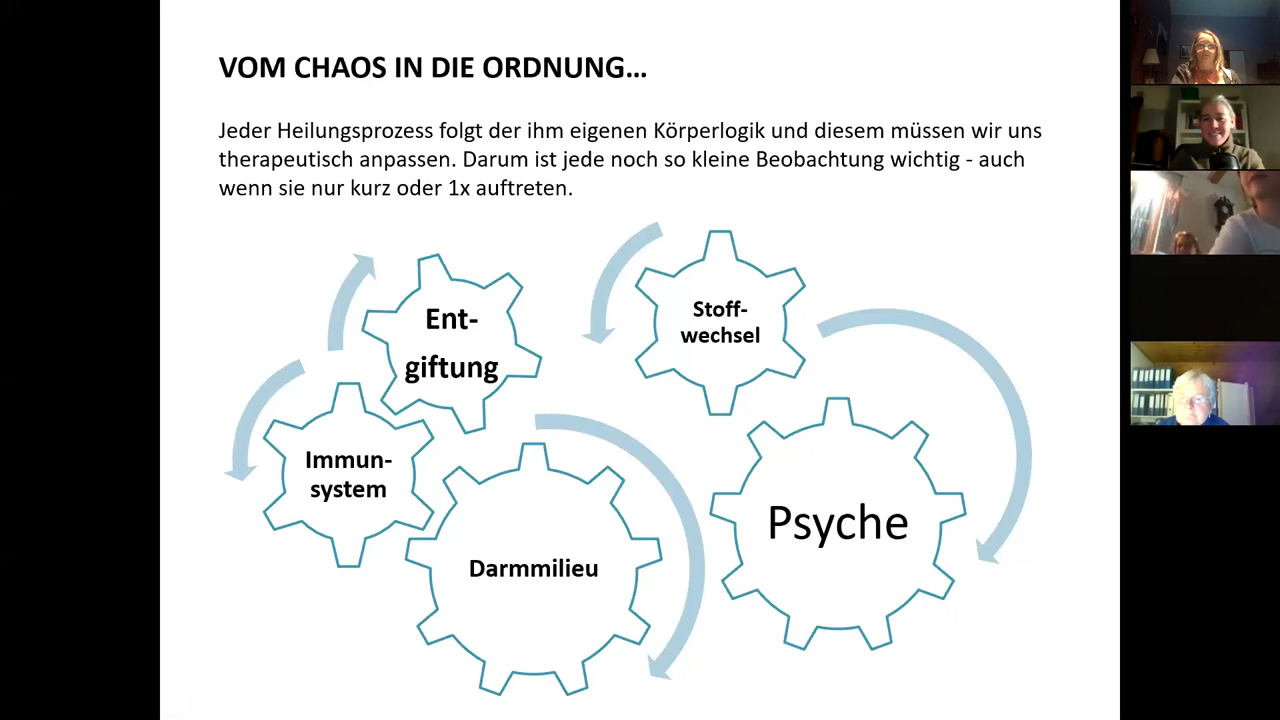 VOM CHAOS IN DIE ORDNUNG…
Jeder Heilungsprozess folgt der ihm eigenen Körperlogik und diesem müssen wir uns
therapeutisch anpassen. Darum ist jede noch so kleine Beobachtung wichtig - auch
wenn sie nur kurz oder 1x auftreten.
Ent-
giftung
Stoff-
wechsel
Immun-
system
Darmmilieu
Psyche